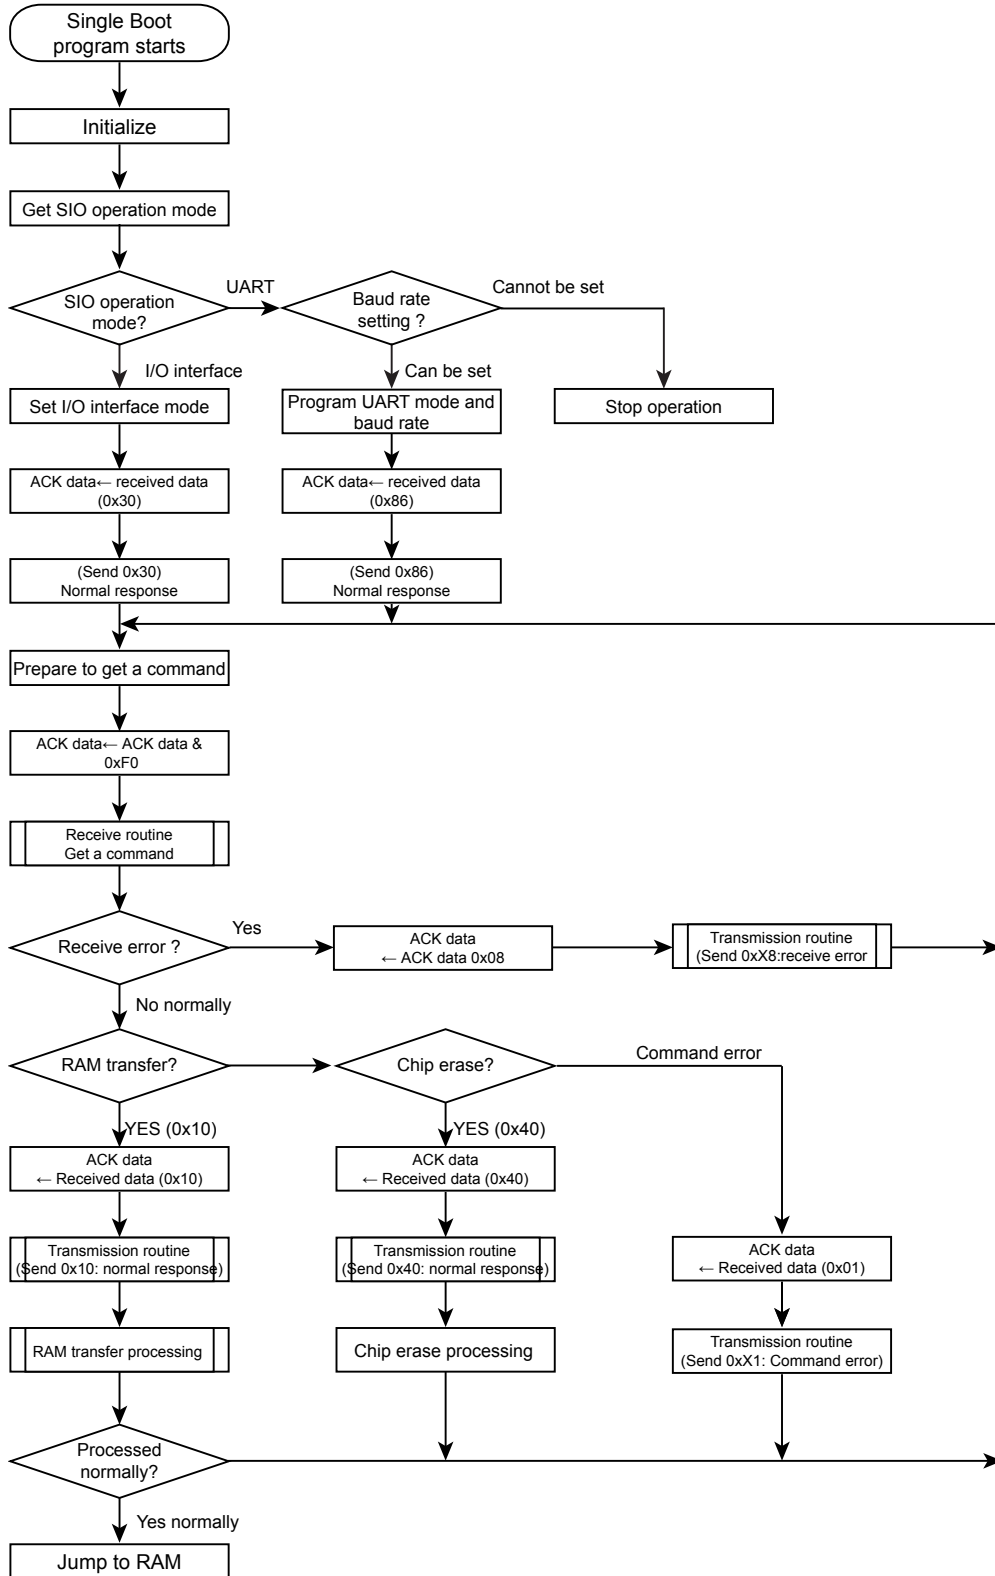 Single Boot
program starts
Initialize
Get SIO operation mode
SIO operation
mode?
UART
Baud rate
setting ?
Cannot be set
I/O interface
Can be set
Set I/O interface mode
Program UART mode and
baud rate
Stop operation
ACK data← received data
(0x30)
ACK data← received data
(0x86)
(Send 0x30)
Normal response
(Send 0x86)
Normal response
Prepare to get a command
ACK data← ACK data &
0xF0
Receive routine
Get a command
Receive error ?
Yes
ACK data
← ACK data 0x08
Transmission routine
(Send 0xX8:receive error
No normally
RAM transfer?
Chip erase?
Command error
YES (0x10)
YES (0x40)
ACK data
← Received data (0x10)
ACK data
← Received data (0x40)
Transmission routine
(Send 0x10: normal response)
Transmission routine
(Send 0x40: normal response)
ACK data
← Received data (0x01)
RAM transfer processing
Chip erase processing
Transmission routine
(Send 0xX1: Command error)
Processed
normally?
Yes normally
Jump to RAM